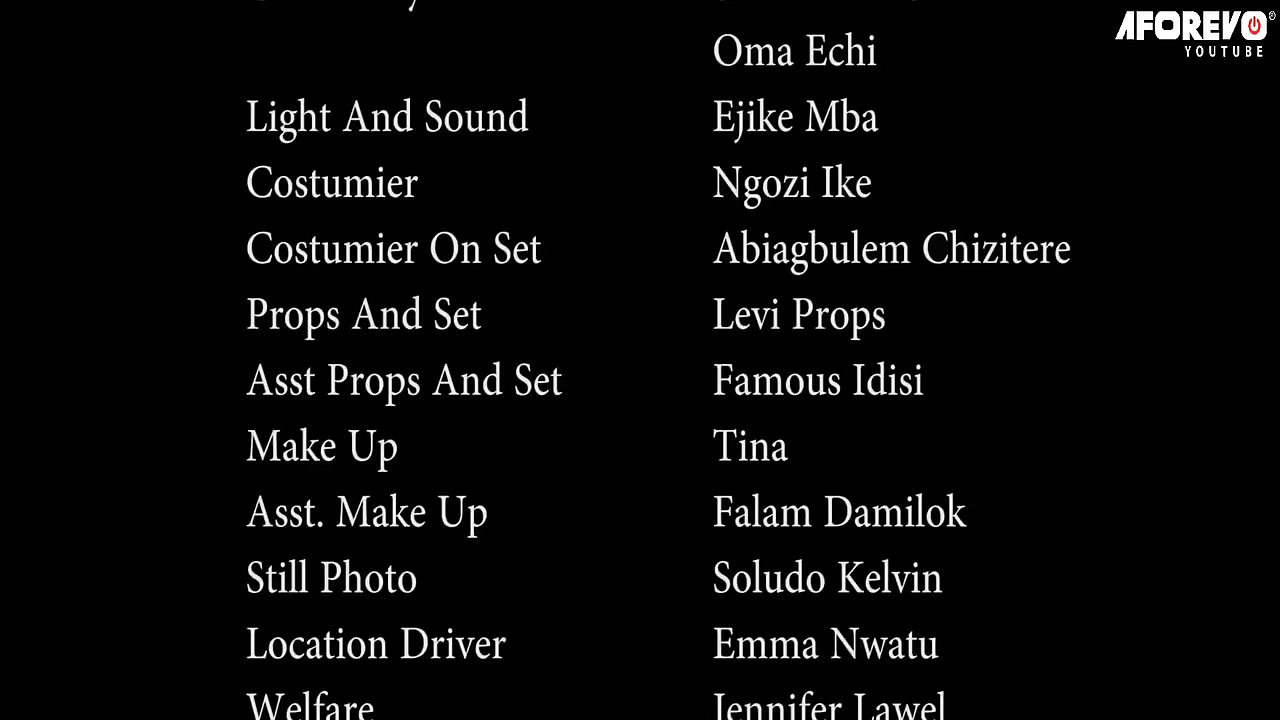 AFOREVO
YOUTUBE
Oma Echi
Light And Sound Ejike Mba
Costumier Ngozi Ike
Costumier On Set Abiagbulem Chizitere
Props And Set Levi Props
Asst Props And Set Famous Idisi
Make Up Tina
Asst. Make Up Falam Damilok
Still Photo Soludo Kelvin
Location Driver Emma Nwatu
Welfare Jennifer Lawel